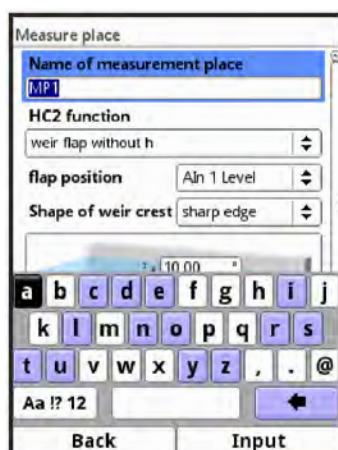 Measure place
Name of measurement place
MP1
HC2 function
weir flap without h
flap position AIn 1 Level
Shape of weir crest sharp edge
10.00 °
a b c d e f g h i j
k l m n o p q r s
t u v w x y z , . @
Aa !? 12
Back Input